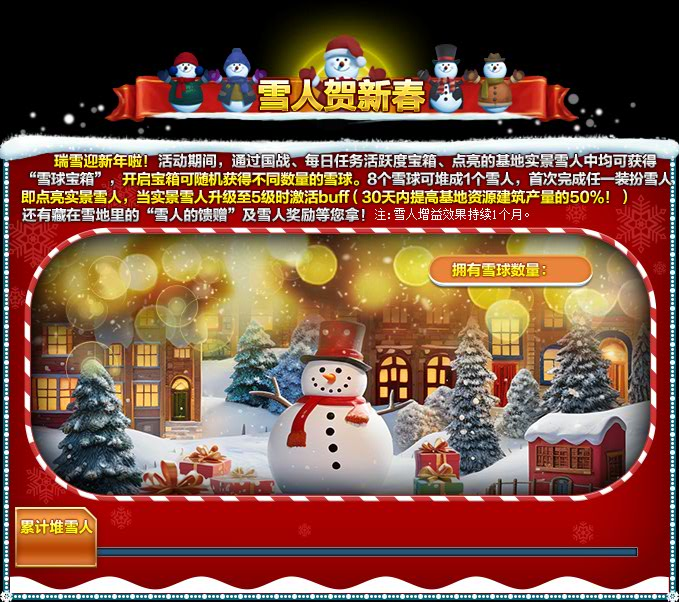 雪人贺新春
瑞雪迎新年啦！活动期间，通过国战、每日任务活跃度宝箱、点亮的基地实景雪人中均可获得
“雪球宝箱”，开启宝箱可随机获得不同数量的雪球。8个雪球可堆成1个雪人，首次完成任一装扮雪人
即点亮实景雪人，当实景雪人升级至5级时激活buff（30天内提高基地资源建筑产量的50%！）
还有藏在雪地里的“雪人的馈赠”及雪人奖励等您拿！注:雪人增益效果持续1个月。
拥有雪球数量：
累计堆雪人